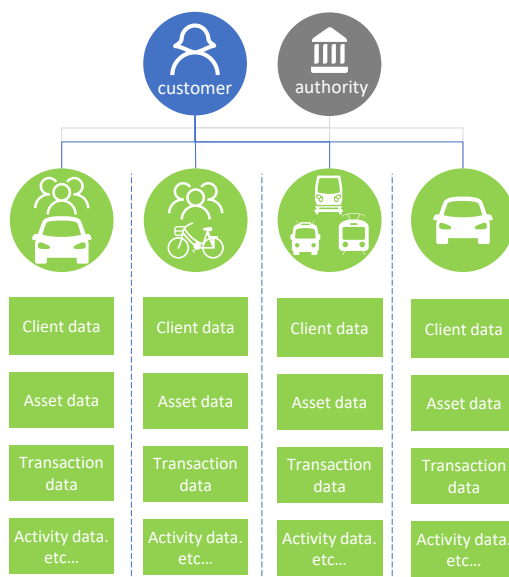 customer
authority
Client data
Client data
Client data
Client data
Asset data
Asset data
Asset data
Asset data
Transaction
data
Transaction
data
Transaction
data
Transaction
data
Activity data.
etc...
Activity data.
etc...
Activity data.
etc...
Activity data.
etc...